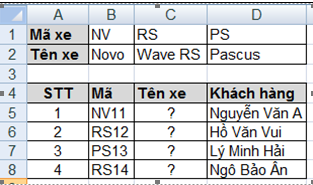 A B C D
1 Mã xe NV RS PS
2 Tên xe Novo Wave RS Pascus
3
4 STT Mã Tên xe Khách hàng
5 1 NV11 ? Nguyễn Văn A
6 2 RS12 ? Hồ Văn Vui
7 3 PS13 ? Lý Minh Hải
8 4 RS14 ? Ngô Bảo Ân